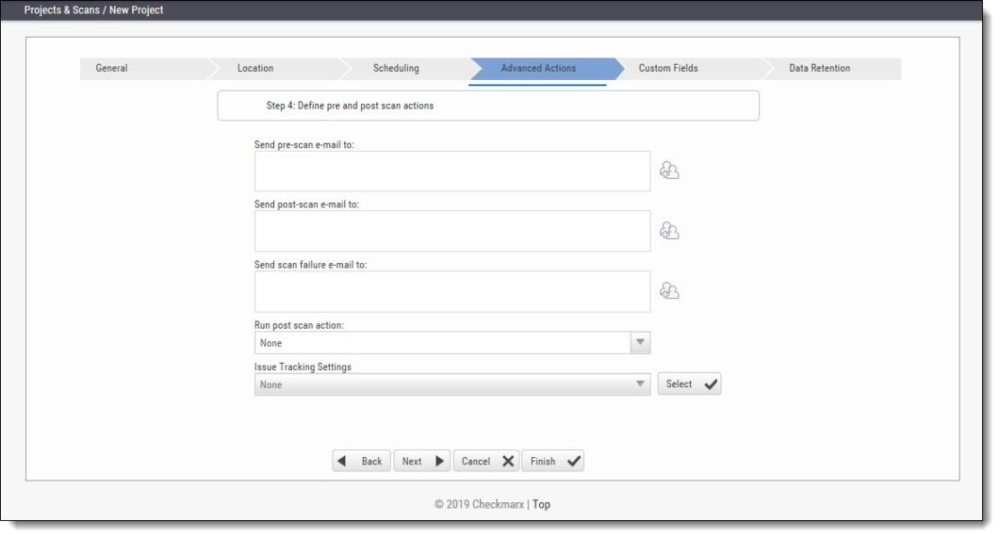 Projects & Scans / New Project
General Location Scheduling Advanced Actions Custom Fields Data Retention
Step 4: Define pre and post scan actions
Send pre-scan e-mail to:
Send post-scan e-mail to:
Send scan failure e-mail to:
Run post scan action:
None
Issue Tracking Settings
None Select
Back Next Cancel Finish
© 2019 Checkmarx | Top